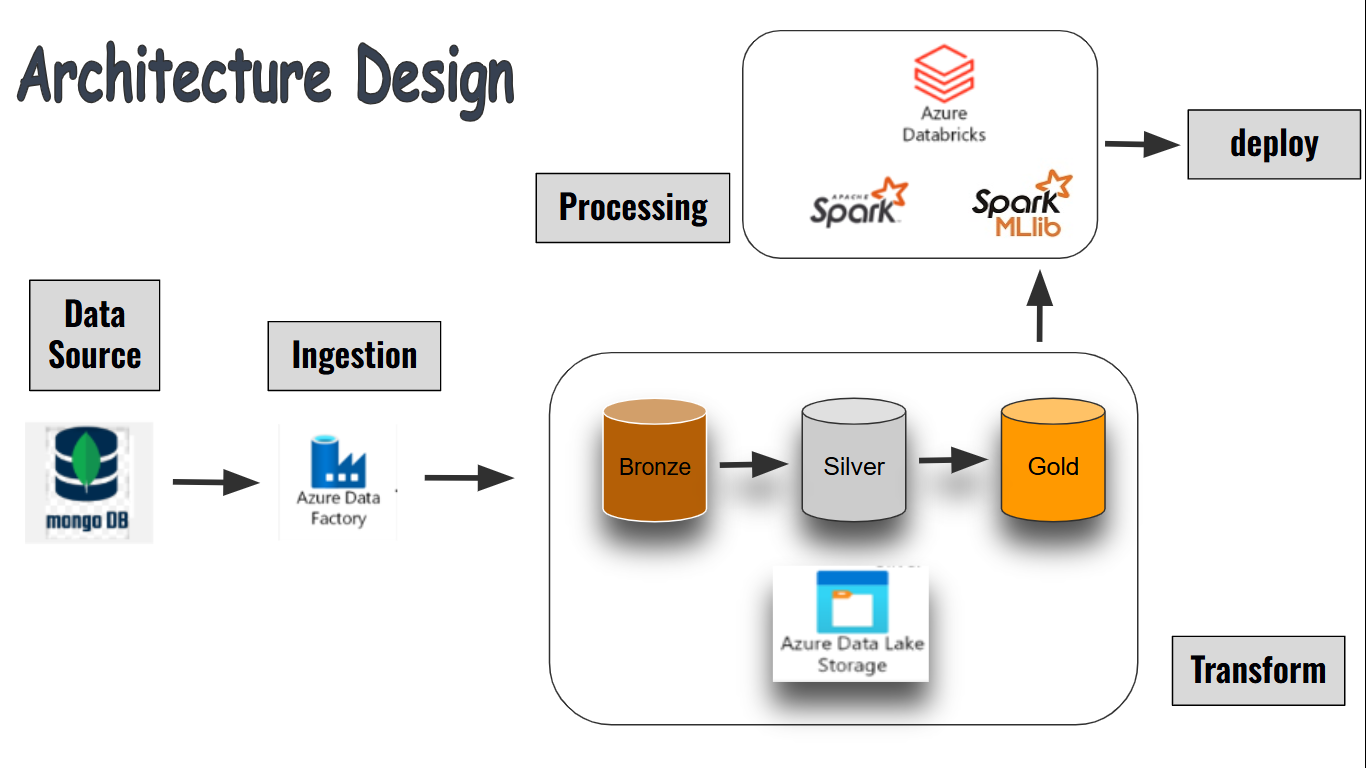 Architecture Design
Azure
Databricks
deploy
Processing
APACHE
Spark
Spark
MLlib
Data
Source
Ingestion
mongo DB
Azure Data
Factory
Bronze
Silver
Gold
Azure Data Lake
Storage
Transform